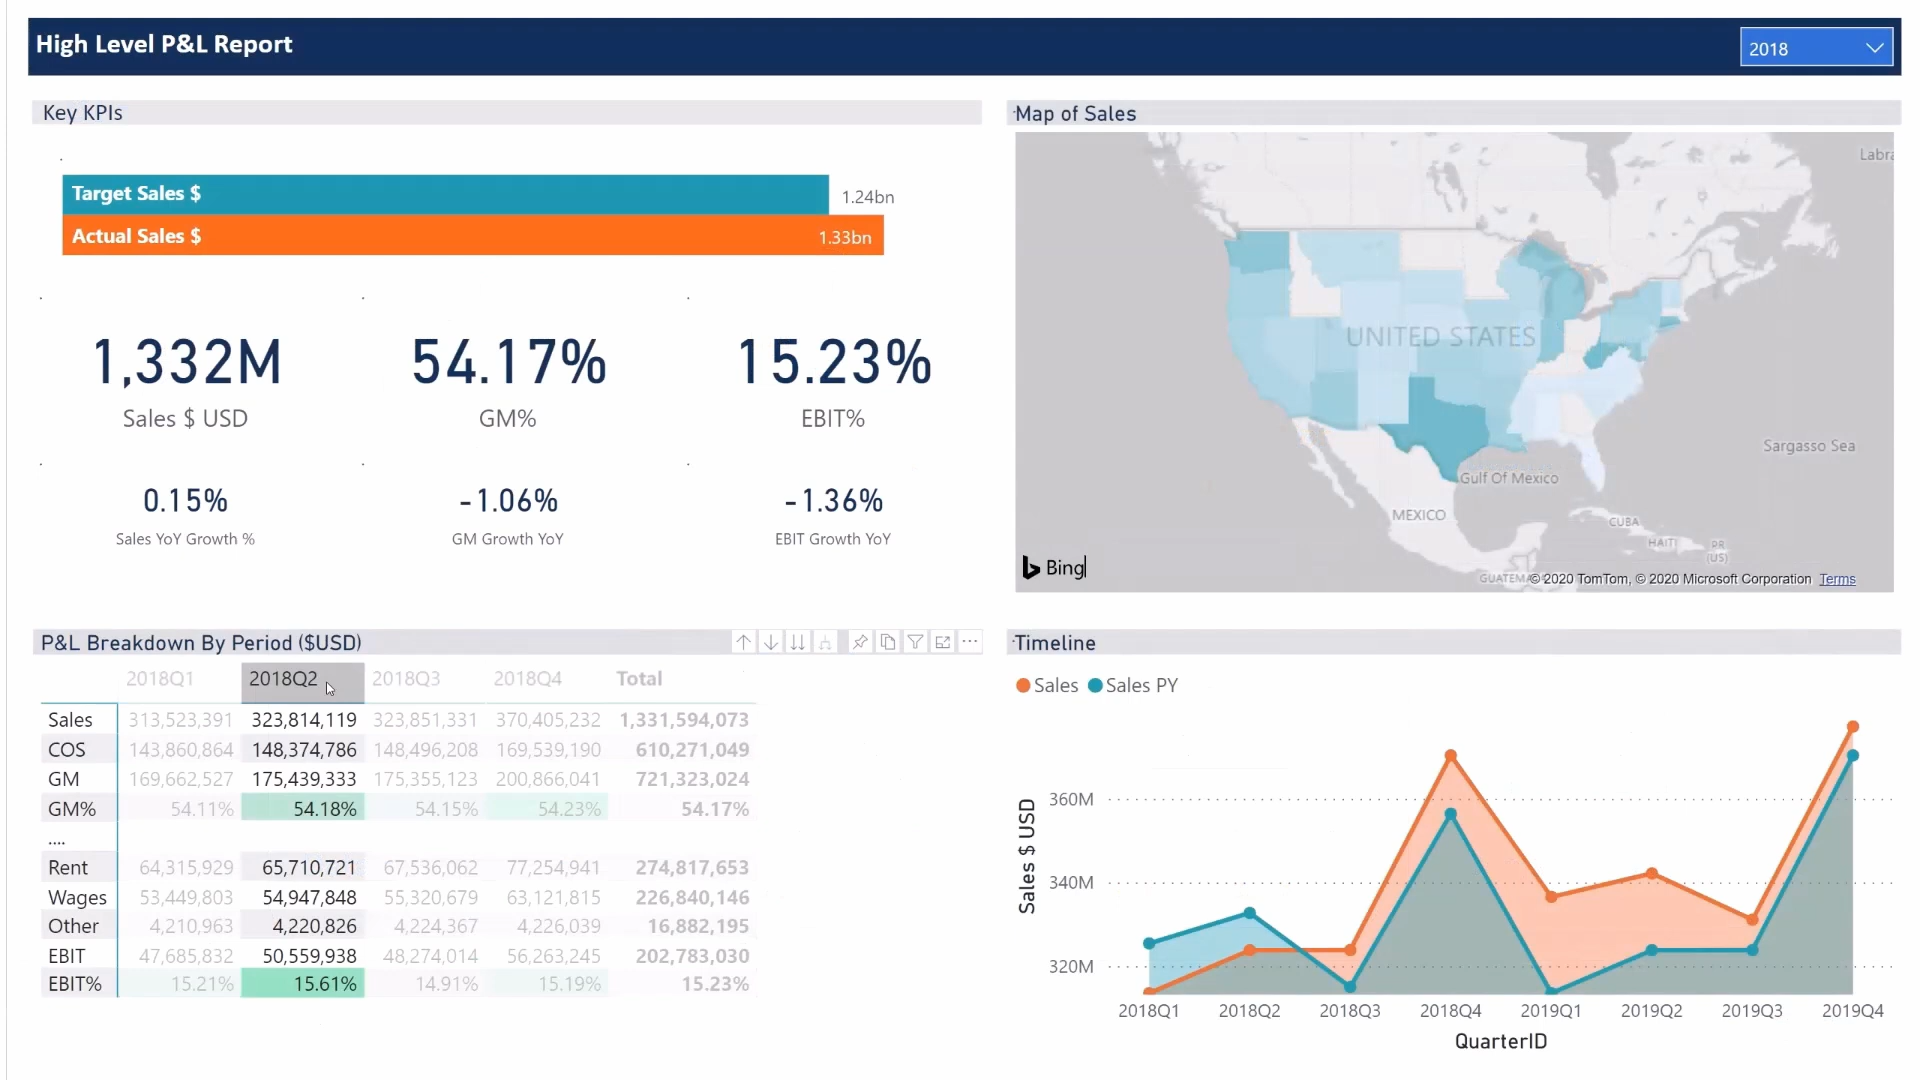 High Level P&L Report
2018
Key KPIs
Target Sales $
1.24bn
Actual Sales $
1.33bn
1,332M
54.17%
15.23%
Sales $ USD
GM%
EBIT%
0.15%
-1.06%
-1.36%
Sales YoY Growth %
GM Growth YoY
EBIT Growth YoY
Map of Sales
Labra
UNITED STATES
Sargasso Sea
Gulf Of Mexico
MEXICO
CUBA
HAITI
PR
(US)
Bing
GUATEMA
© 2020 TomTom, © 2020 Microsoft Corporation Terms
P&L Breakdown By Period ($USD)
2018Q1 2018Q2 2018Q3 2018Q4 Total
Sales 313,523,391 323,814,119 323,851,331 370,405,232 1,331,594,073
COS 143,860,864 148,374,786 148,496,208 169,539,190 610,271,049
GM 169,662,527 175,439,333 175,355,123 200,866,041 721,323,024
GM% 54.11% 54.18% 54.15% 54.23% 54.17%
....
Rent 64,315,929 65,710,721 67,536,062 77,254,941 274,817,653
Wages 53,449,803 54,947,848 55,320,679 63,121,815 226,840,146
Other 4,210,963 4,220,826 4,224,367 4,226,039 16,882,195
EBIT 47,685,832 50,559,938 48,274,014 56,263,245 202,783,030
EBIT% 15.21% 15.61% 14.91% 15.19% 15.23%
Timeline
Sales Sales PY
Sales $ USD
360M
340M
320M
2018Q1 2018Q2 2018Q3 2018Q4 2019Q1 2019Q2 2019Q3 2019Q4
QuarterID